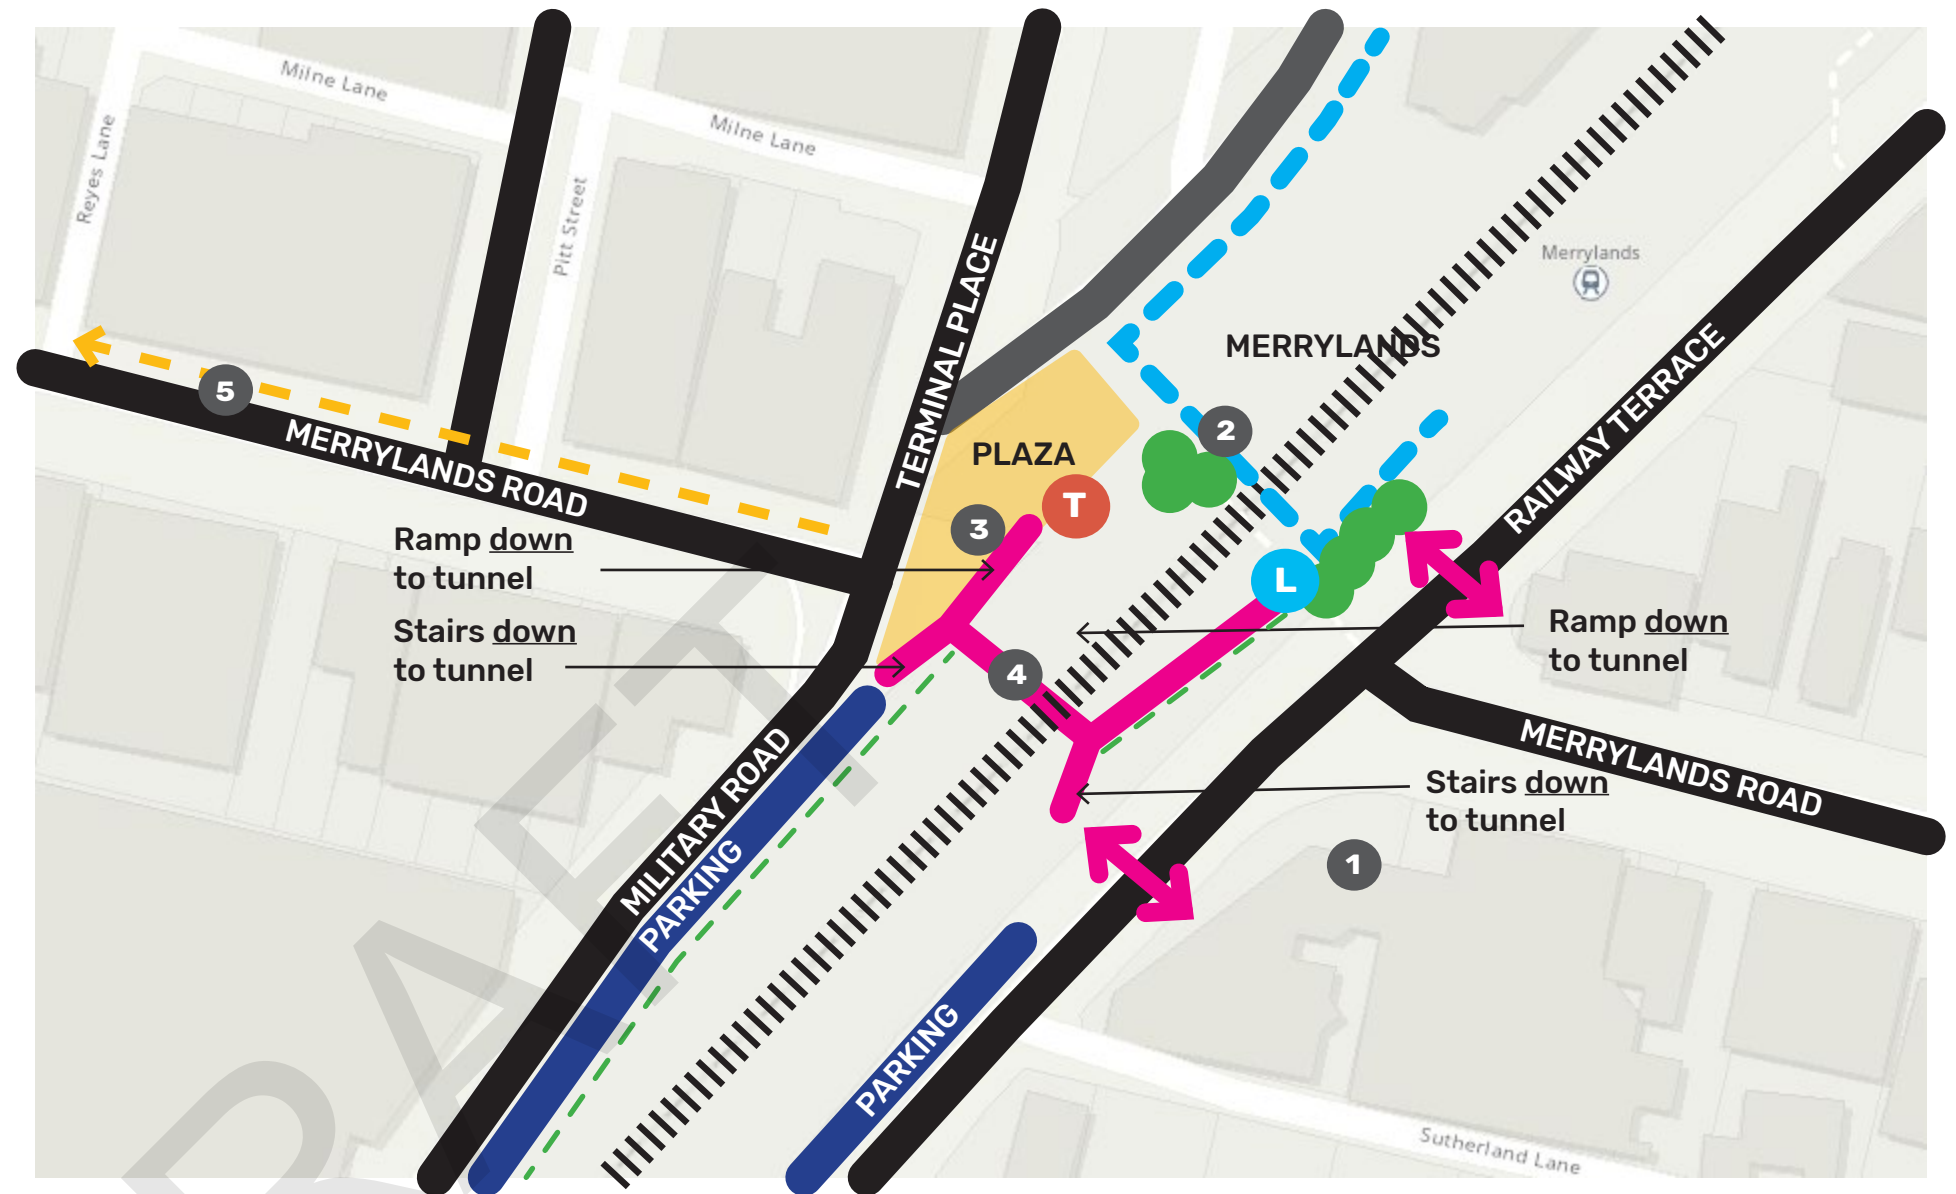 Milne Lane
Milne Lane
Reyes Lane
Pitt Street
TERMINAL PLACE
Merrylands
MERRYLANDS
RAILWAY TERRACE
5
MERRYLANDS ROAD
PLAZA
2
T
3
Ramp down
to tunnel
L
Stairs down
to tunnel
4
Ramp down
to tunnel
MERRYLANDS ROAD
Stairs down
to tunnel
MILITARY ROAD
PARKING
1
PARKING
Sutherland Lane